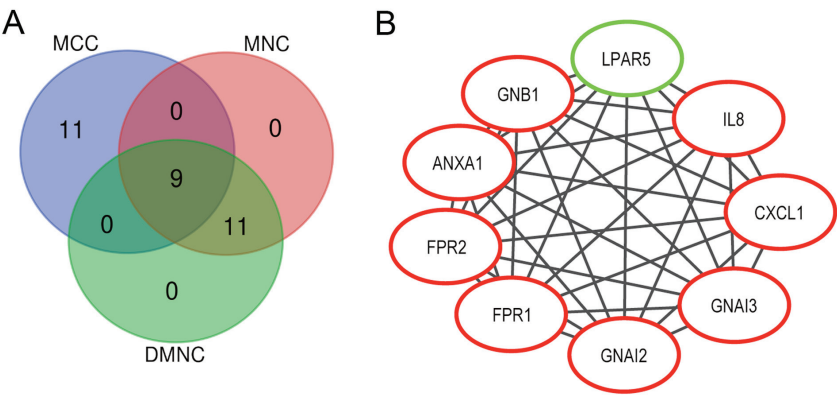 A
MCC
MNC
11
0
0
9
0
11
0
DMNC
B
LPAR5
GNB1
IL8
ANXA1
CXCL1
FPR2
GNAI3
FPR1
GNAI2